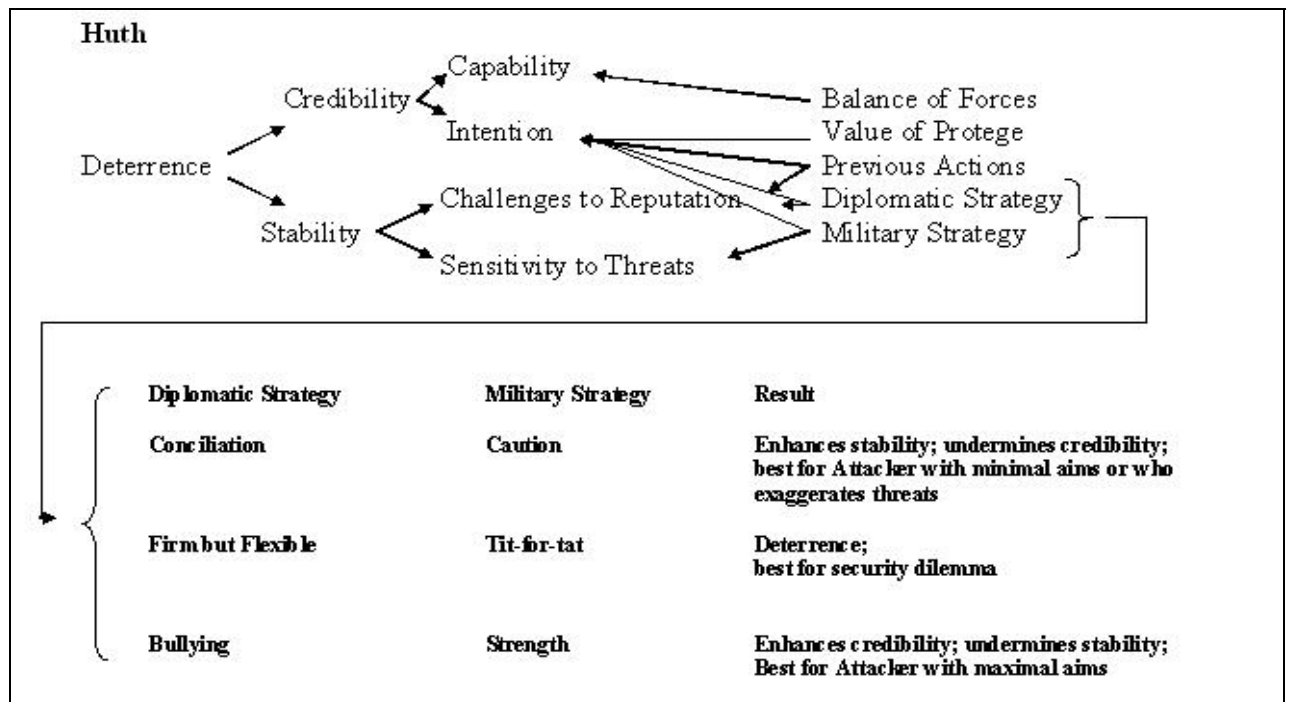 Huth
Capability
Credibility
Balance of Forces
Intention
Value of Protege
Deterrence
Previous Actions
Challenges to Reputation
Diplomatic Strategy
Stability
Military Strategy
Sensitivity to Threats
Diplomatic Strategy Military Strategy Result
Conciliation Caution Enhances stability; undermines credibility;
best for Attacker with minimal aims or who
exaggerates threats
Firm but Flexible Tit-for-tat Deterrence;
best for security dilemma
Bullying Strength Enhances credibility; undermines stability;
Best for Attacker with maximal aims